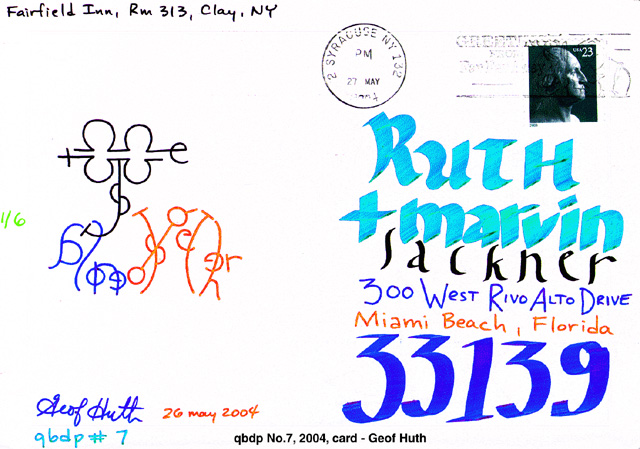 Fairfield Inn, Rm 313, Clay, NY
2 SYRACUSE NY 132
PM
27 MAY
USA 23
Ruth
+ marvin
sackner
300 West Rivo Alto Drive
Miami Beach, Florida
33139
1/6
Geof Huth 26 may 2004
qbdp # 7
qbdp No.7, 2004, card - Geof Huth